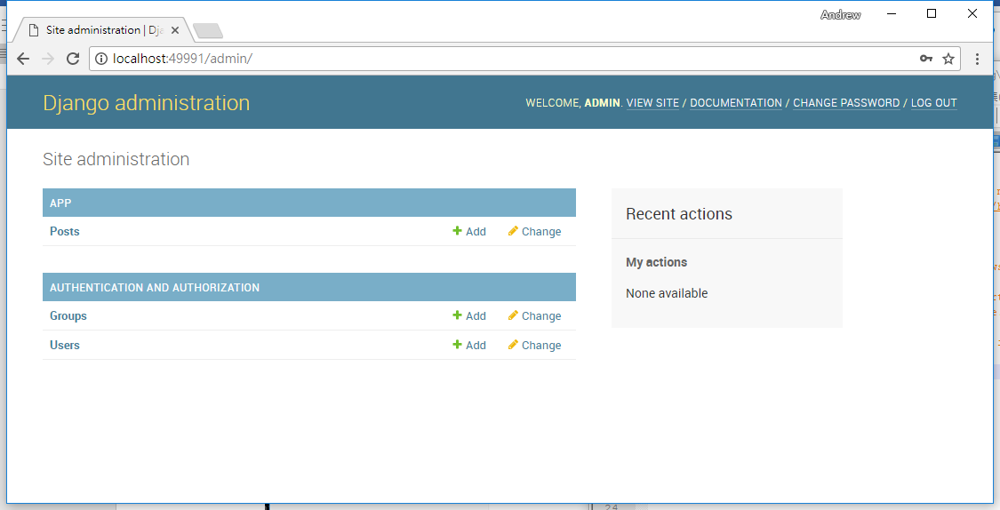 Andrew
Site administration | Dja
localhost:49991/admin/
Django administration
WELCOME, ADMIN. VIEW SITE / DOCUMENTATION / CHANGE PASSWORD / LOG OUT
Site administration
APP
Posts Add Change
AUTHENTICATION AND AUTHORIZATION
Groups Add Change
Users Add Change
Recent actions
My actions
None available
24